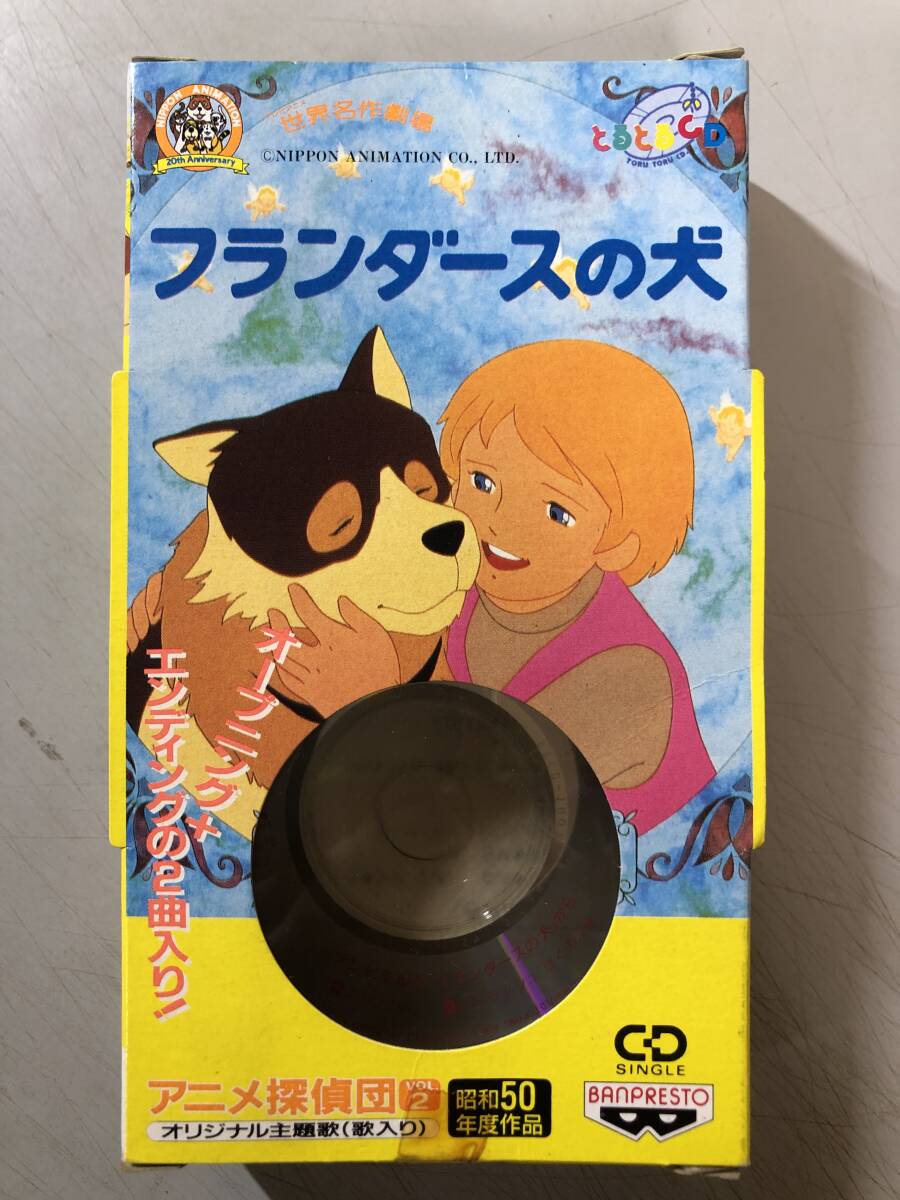 NIPPON ANIMATION
20th Anniversary
世界名作劇場
©NIPPON ANIMATION CO., LTD.
とるとるCD
TORU TORU CD
フランダースの犬
オープニング+
エンディングの2曲入り!
CD
SINGLE
BANPRESTO
アニメ探偵団 VOL 2
オリジナル主題歌(歌入り)
昭和50
年度作品